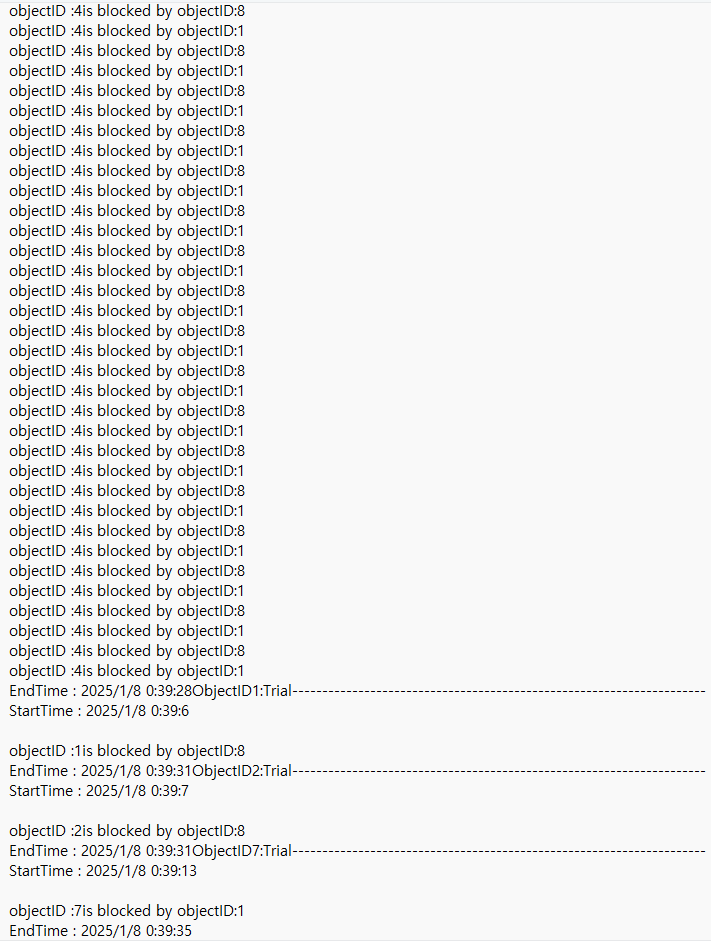 objectID :4is blocked by objectID:8
objectID :4is blocked by objectID:1
objectID :4is blocked by objectID:8
objectID :4is blocked by objectID:1
objectID :4is blocked by objectID:8
objectID :4is blocked by objectID:1
objectID :4is blocked by objectID:8
objectID :4is blocked by objectID:1
objectID :4is blocked by objectID:8
objectID :4is blocked by objectID:1
objectID :4is blocked by objectID:8
objectID :4is blocked by objectID:1
objectID :4is blocked by objectID:8
objectID :4is blocked by objectID:1
objectID :4is blocked by objectID:8
objectID :4is blocked by objectID:1
objectID :4is blocked by objectID:8
objectID :4is blocked by objectID:1
objectID :4is blocked by objectID:8
objectID :4is blocked by objectID:1
objectID :4is blocked by objectID:8
objectID :4is blocked by objectID:1
objectID :4is blocked by objectID:8
objectID :4is blocked by objectID:1
objectID :4is blocked by objectID:8
objectID :4is blocked by objectID:1
objectID :4is blocked by objectID:8
objectID :4is blocked by objectID:1
objectID :4is blocked by objectID:8
objectID :4is blocked by objectID:1
objectID :4is blocked by objectID:8
objectID :4is blocked by objectID:1
objectID :4is blocked by objectID:8
objectID :4is blocked by objectID:1
EndTime : 2025/1/8 0:39:28ObjectID1:Trial---------------------------------------------------------------------
StartTime : 2025/1/8 0:39:6
objectID :1is blocked by objectID:8
EndTime : 2025/1/8 0:39:31ObjectID2:Trial---------------------------------------------------------------------
StartTime : 2025/1/8 0:39:7
objectID :2is blocked by objectID:8
EndTime : 2025/1/8 0:39:31ObjectID7:Trial---------------------------------------------------------------------
StartTime : 2025/1/8 0:39:13
objectID :7is blocked by objectID:1
EndTime : 2025/1/8 0:39:35